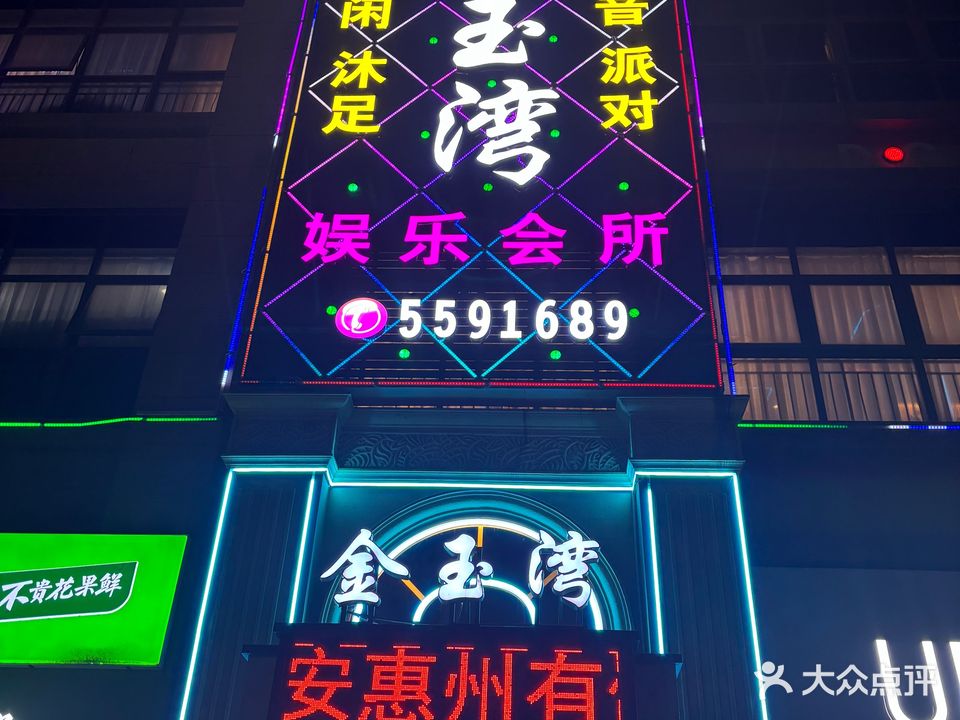 闲沐足
玉湾
音派对
娱乐会所
5591689
金玉湾
不贵花果鲜
安惠州有
U
大众点评